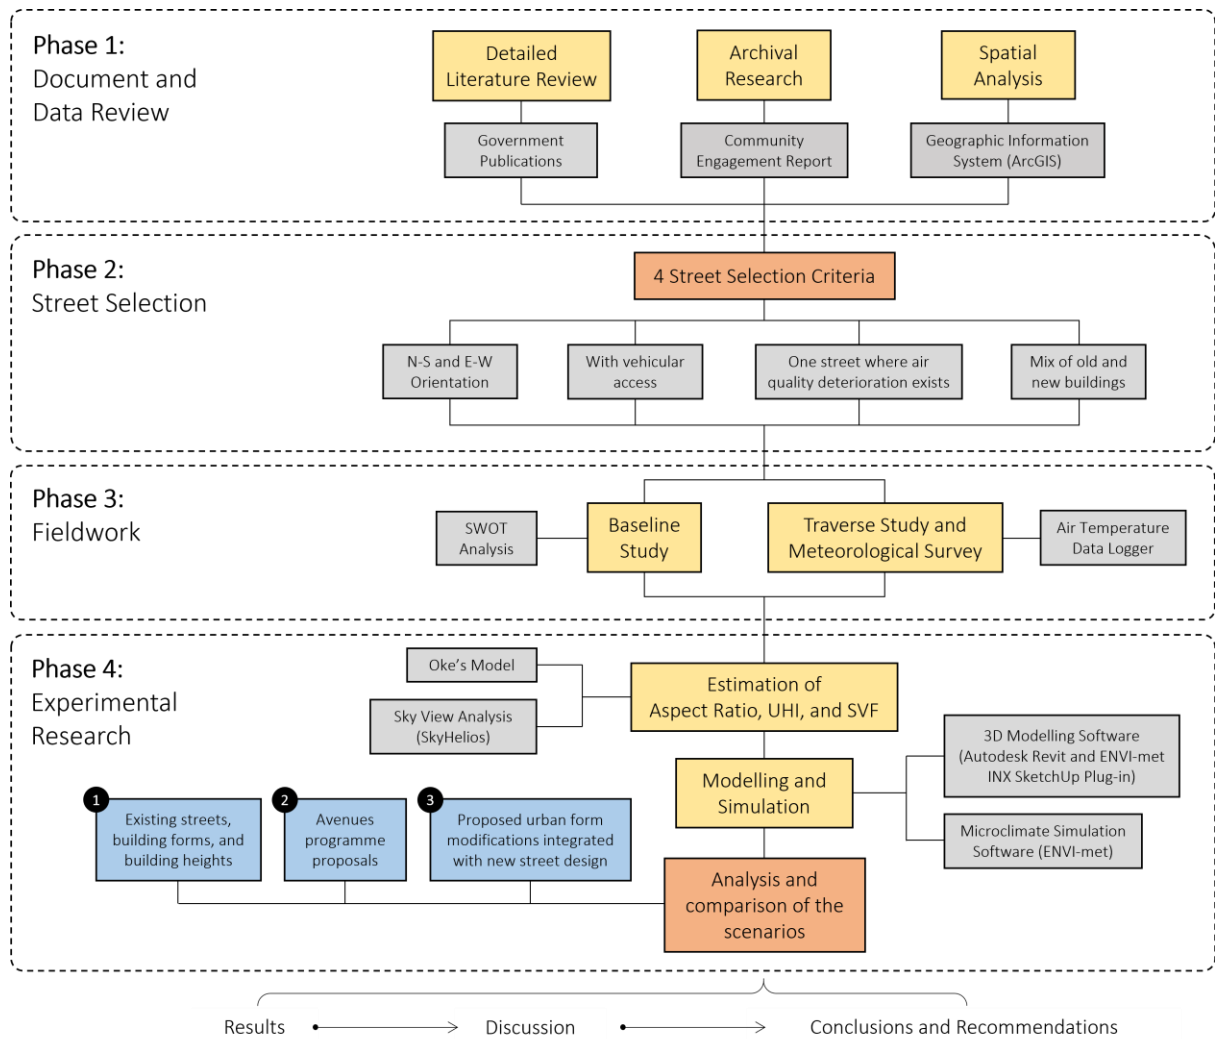 Phase 1:
Document and
Data Review
Detailed
Literature Review
Archival
Research
Spatial
Analysis
Government
Publications
Community
Engagement Report
Geographic Information
System (ArcGIS)
Phase 2:
Street Selection
4 Street Selection Criteria
N-S and E-W
Orientation
With vehicular
access
One street where air
quality deterioration exists
Mix of old and
new buildings
Phase 3:
Fieldwork
SWOT
Analysis
Baseline
Study
Traverse Study and
Meteorological Survey
Air Temperature
Data Logger
Phase 4:
Experimental
Research
Oke's Model
Sky View Analysis
(SkyHelios)
Estimation of
Aspect Ratio, UHI, and SVF
3D Modelling Software
(Autodesk Revit and ENVI-met
INX SketchUp Plug-in)
Modelling and
Simulation
Microclimate Simulation
Software (ENVI-met)
1
Existing streets,
building forms, and
building heights
2
Avenues
programme
proposals
3
Proposed urban form
modifications integrated
with new street design
Analysis and
comparison of the
scenarios
Results
Discussion
Conclusions and Recommendations